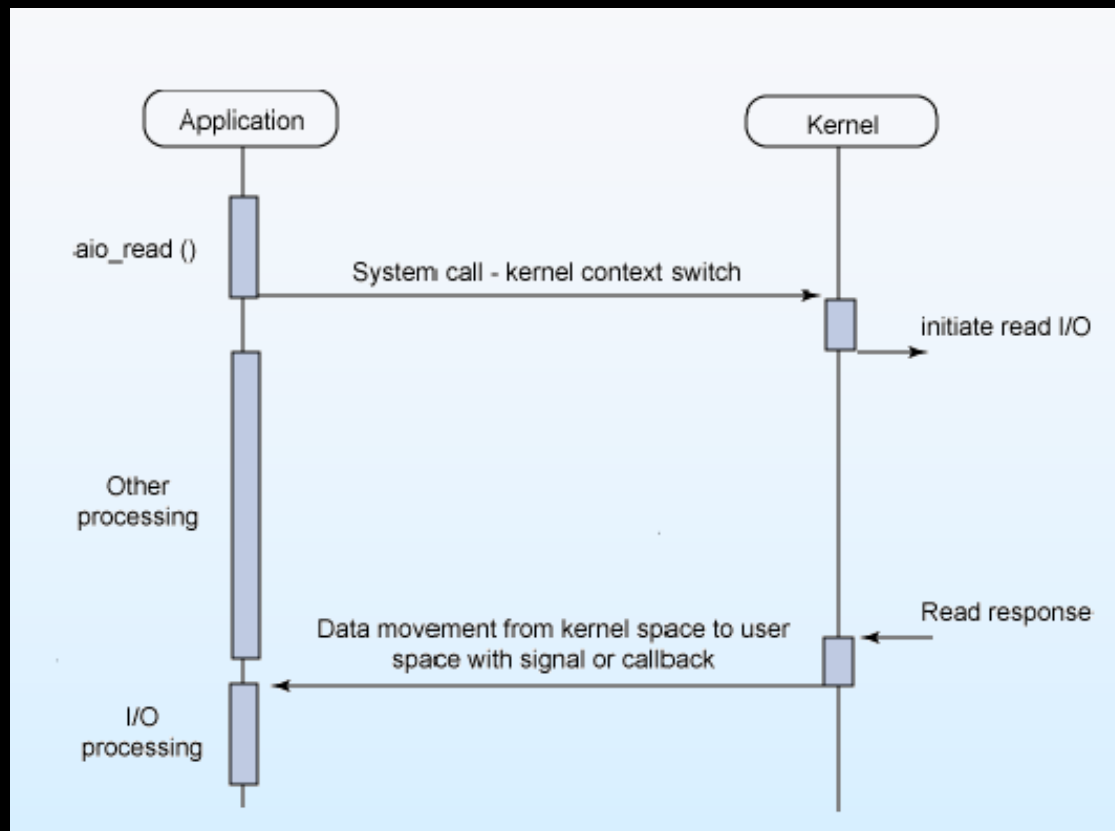 Application
Kernel
aio_read ()
System call - kernel context switch
initiate read I/O
Other
processing
Read response
Data movement from kernel space to user
space with signal or callback
I/O
processing